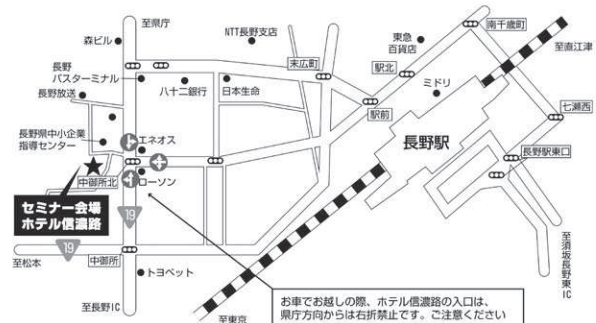 至県庁
森ビル
NTT長野支店
東急
百貨店
南千歳町
至直江津
長野
バスターミナル
末広町
駅北
ミドリ
長野放送
八十二銀行
日本生命
駅前
七瀬西
長野県中小企業
指導センター
エネオス
長野駅
長野駅東口
中御所北
ローソン
セミナー会場
ホテル信濃路
19
19
至松本
中御所
トヨペット
至須坂長野東IC
至長野IC
至東京
お車でお越しの際、ホテル信濃路の入口は、
県庁方向からは右折禁止です。ご注意ください